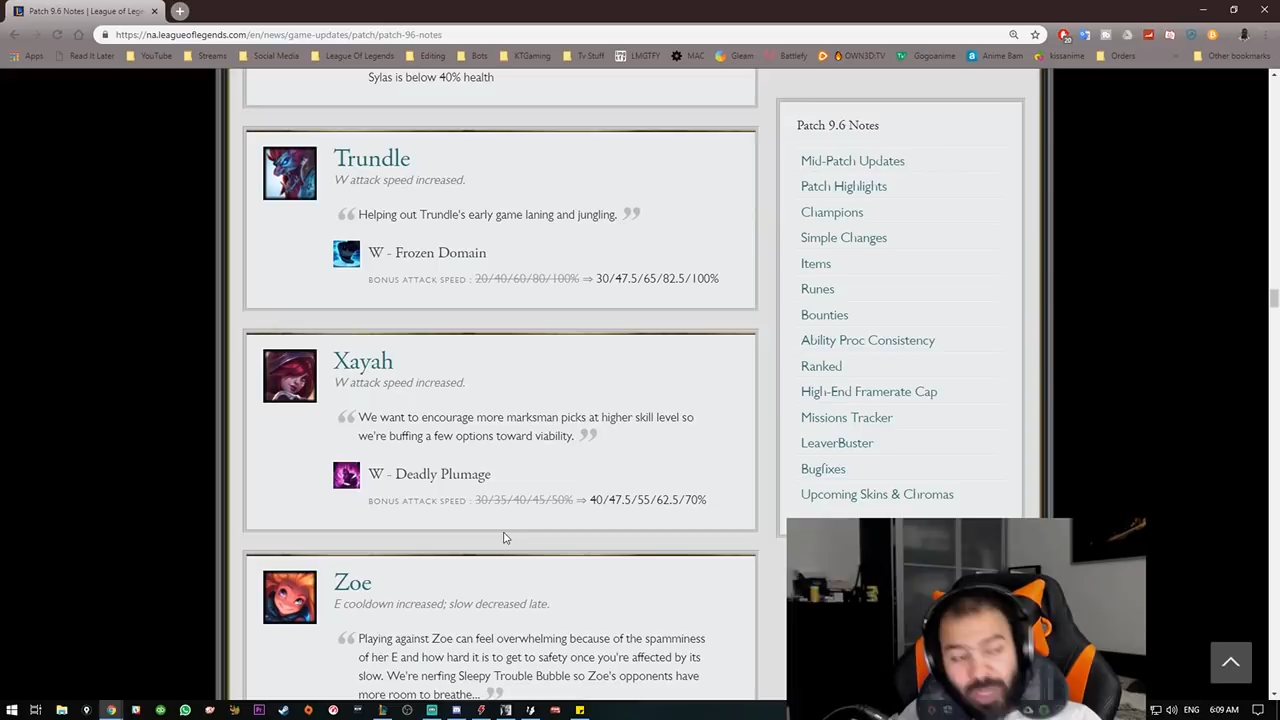 Patch 9.6 Notes | League of Lege
https://na.leagueoflegends.com/en/news/game-updates/patch/patch-96-notes
Apps Read It Later YouTube Streams Social Media League Of Legends Editing Bots KTGaming Tv Stuff LMGTFY MAC Gleam Battlefy OWN3D.TV Gogoanime Anime Bam kissanime Orders Other bookmarks
Sylas is below 40% health
Trundle
W attack speed increased.
Helping out Trundle's early game laning and jungling.
W - Frozen Domain
BONUS ATTACK SPEED : 20/40/60/80/100% ⇒ 30/47.5/65/82.5/100%
Xayah
W attack speed increased.
We want to encourage more marksman picks at higher skill level so
we're buffing a few options toward viability.
W - Deadly Plumage
BONUS ATTACK SPEED : 30/35/40/45/50% ⇒ 40/47.5/55/62.5/70%
Zoe
E cooldown increased; slow decreased late.
Playing against Zoe can feel overwhelming because of the spamminess
of her E and how hard it is to get to safety once you're affected by its
slow. We're nerfing Sleepy Trouble Bubble so Zoe's opponents have
more room to breathe...
Patch 9.6 Notes
Mid-Patch Updates
Patch Highlights
Champions
Simple Changes
Items
Runes
Bounties
Ability Proc Consistency
Ranked
High-End Framerate Cap
Missions Tracker
LeaverBuster
Bugfixes
Upcoming Skins & Chromas
ENG 6:09 AM